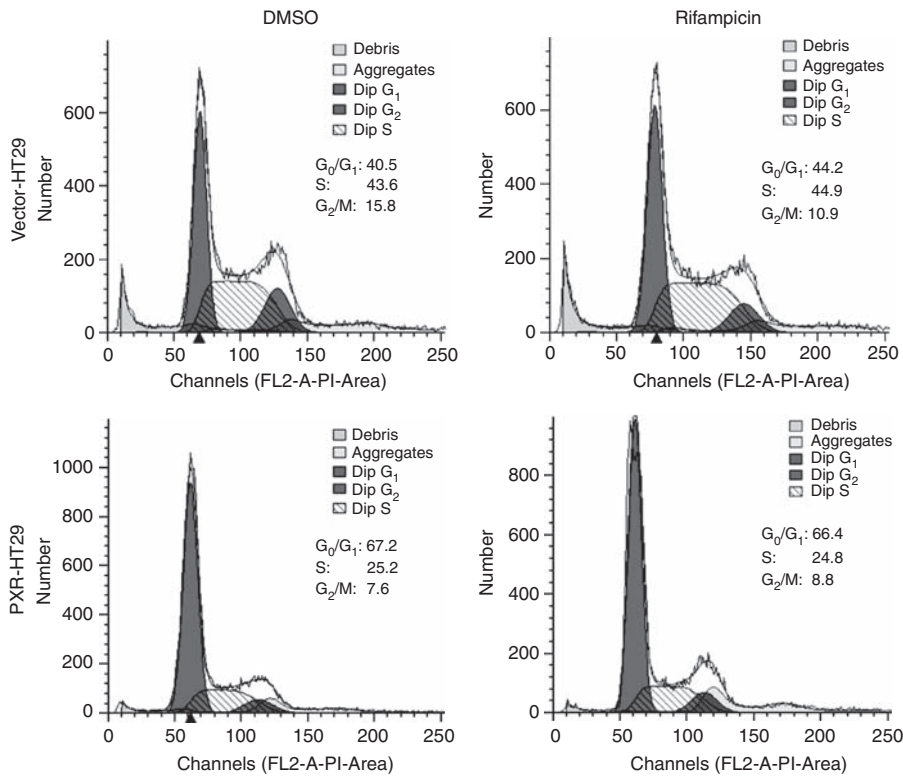 DMSO
Rifampicin
Vector-HT29
Number
600
400
200
0
Debris
Aggregates
Dip G₁
Dip G₂
Dip S
G₀/G₁: 40.5
S: 43.6
G₂/M: 15.8
0 50 100 150 200 250
Channels (FL2-A-PI-Area)
Number
600
400
200
0
Debris
Aggregates
Dip G₁
Dip G₂
Dip S
G₀/G₁: 44.2
S: 44.9
G₂/M: 10.9
0 50 100 150 200 250
Channels (FL2-A-PI-Area)
PXR-HT29
Number
1000
800
600
400
200
0
Debris
Aggregates
Dip G₁
Dip G₂
Dip S
G₀/G₁: 67.2
S: 25.2
G₂/M: 7.6
0 50 100 150 200 250
Channels (FL2-A-PI-Area)
Number
800
600
400
200
0
Debris
Aggregates
Dip G₁
Dip G₂
Dip S
G₀/G₁: 66.4
S: 24.8
G₂/M: 8.8
0 50 100 150 200 250
Channels (FL2-A-PI-Area)